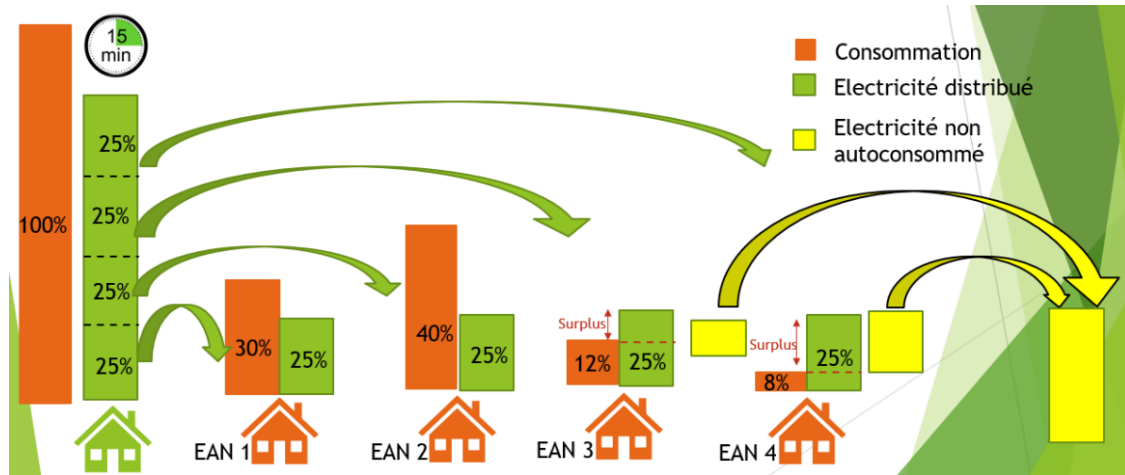 15
min
Consommation
Electricité distribué
Electricité non
autoconsommé
100%
25%
25%
25%
25%
30%
25%
40%
25%
Surplus
12%
25%
Surplus
25%
8%
EAN 1
EAN 2
EAN 3
EAN 4